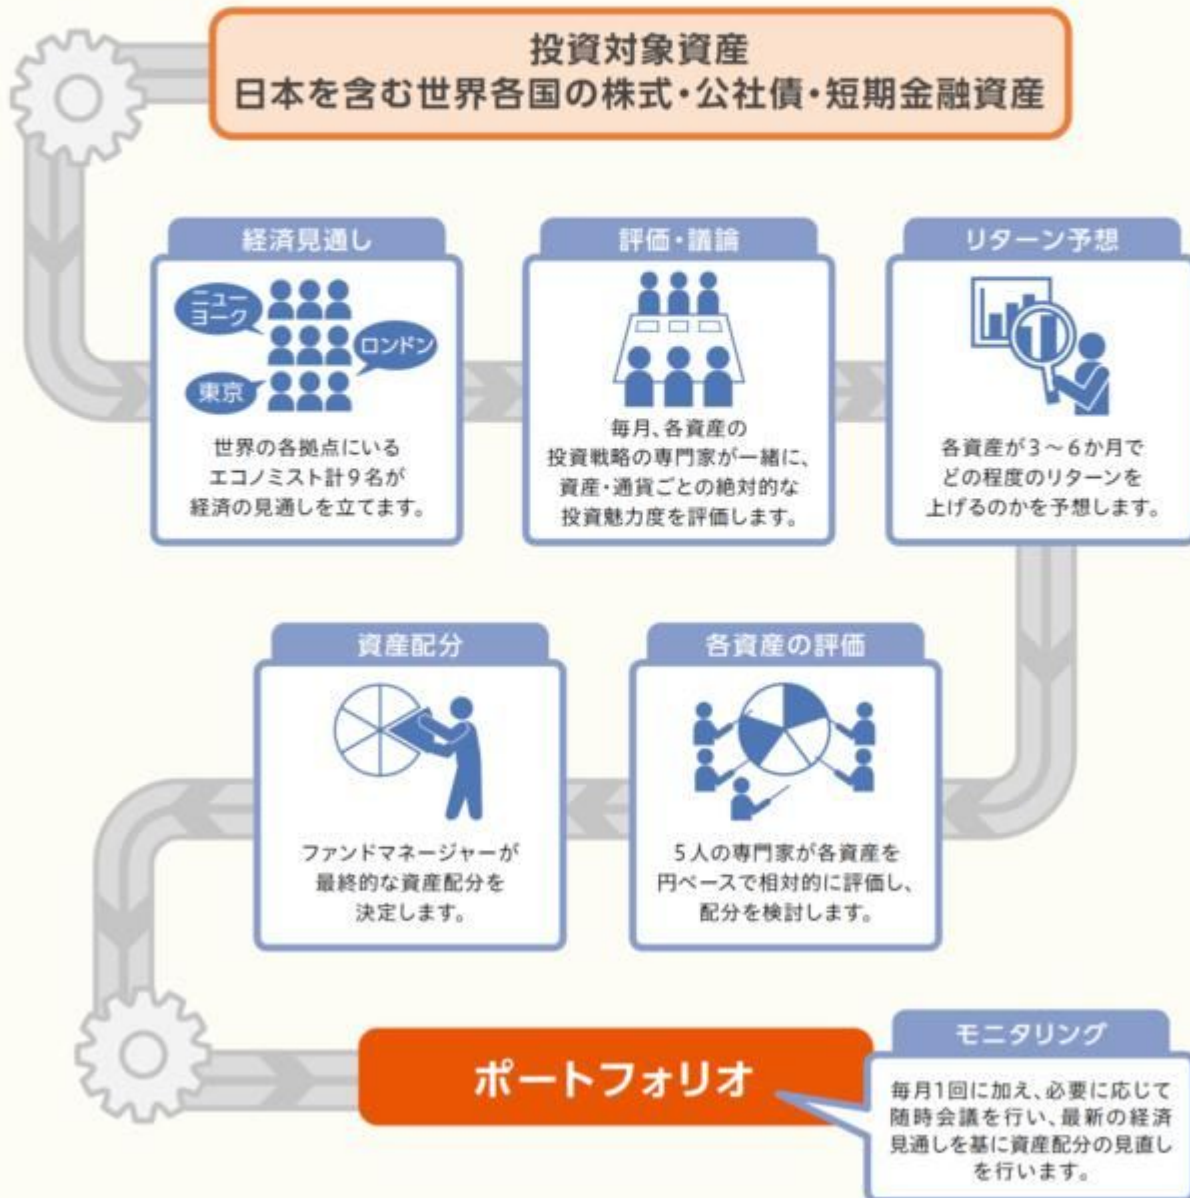 投資対象資産
日本を含む世界各国の株式・公社債・短期金融資産
経済見通し
ニュー
ヨーク
ロンドン
東京
世界の各拠点にいる
エコノミスト計9名が
経済の見通しを立てます。
評価・議論
毎月、各資産の
投資戦略の専門家が一緒に、
資産・通貨ごとの絶対的な
投資魅力度を評価します。
リターン予想
各資産が3～6か月で
どの程度のリターンを
上げるのかを予想します。
資産配分
ファンドマネージャーが
最終的な資産配分を
決定します。
各資産の評価
5人の専門家が各資産を
円ベースで相対的に評価し、
配分を検討します。
ポートフォリオ
モニタリング
毎月1回に加え、必要に応じて
随時会議を行い、最新の経済
見通しを基に資産配分の見直し
を行います。